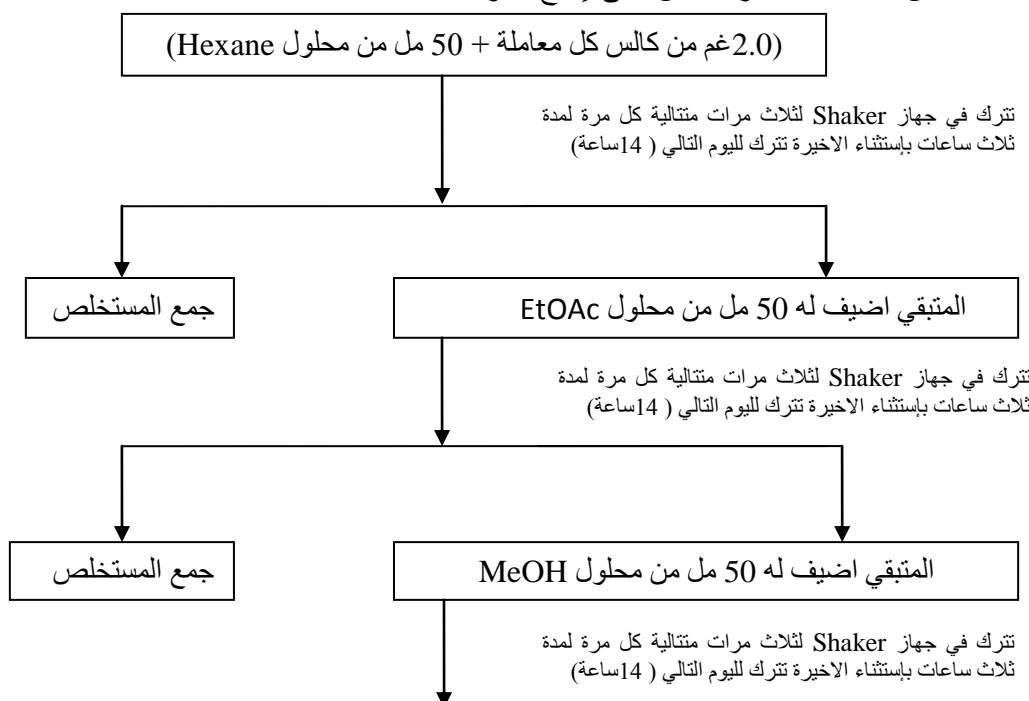 (2.0غم من كالس كل معاملة + 50 مل من محلول Hexane)
تترك في جهاز Shaker لثلاث مرات متتالية كل مرة لمدة
ثلاث ساعات بإستثناء الاخيرة تترك لليوم التالي ( 14ساعة)
المتبقي اضيف له 50 مل من محلول EtOAc
جمع المستخلص
تترك في جهاز Shaker لثلاث مرات متتالية كل مرة لمدة
ثلاث ساعات بإستثناء الاخيرة تترك لليوم التالي ( 14ساعة)
المتبقي اضيف له 50 مل من محلول MeOH
جمع المستخلص
تترك في جهاز Shaker لثلاث مرات متتالية كل مرة لمدة
ثلاث ساعات بإستثناء الاخيرة تترك لليوم التالي ( 14ساعة)